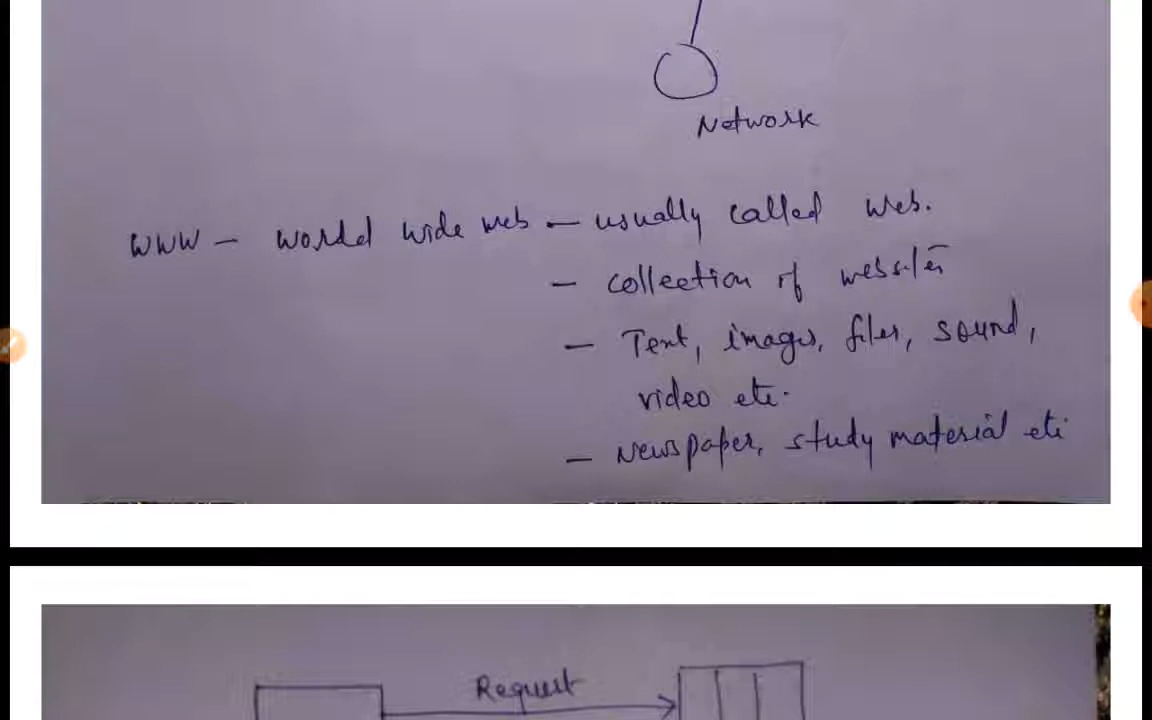 Network
WWW - world wide web - usually called web.
- collection of websites
- Text, images, files, sound,
video etc.
- Newspaper, study material etc
Request